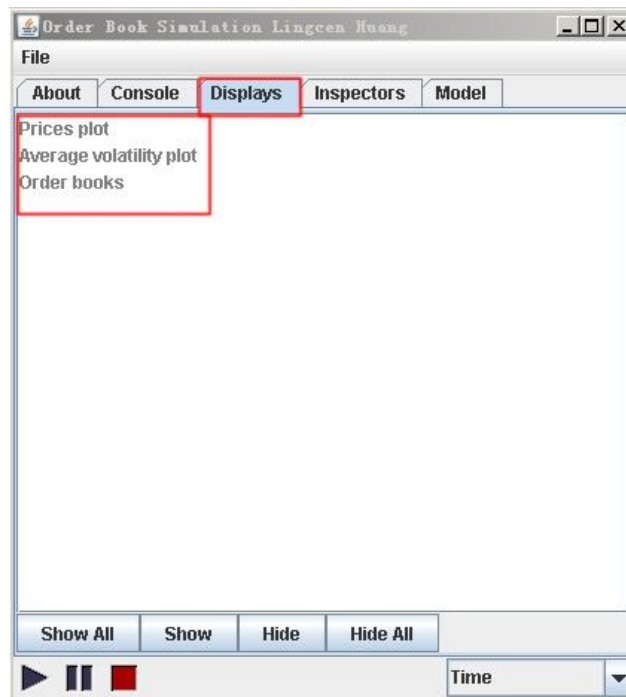 Order Book Simulation Lingcen Huang
File
About Console Displays Inspectors Model
Prices plot
Average volatility plot
Order books
Show All Show Hide Hide All
Time